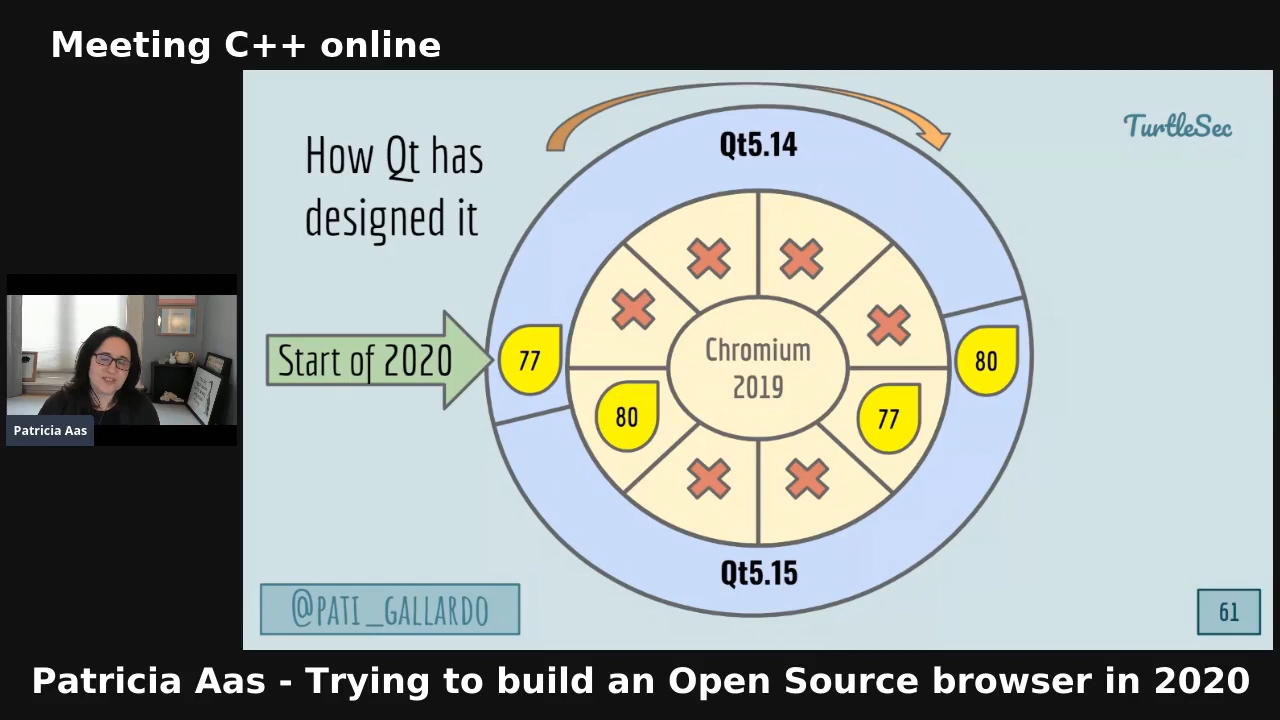 Meeting C++ online
How Qt has
designed it
TurtleSec
Qt5.14
Start of 2020
77
80
Chromium
2019
80
77
Qt5.15
@PATI_GALLARDO
61
Patricia Aas
Patricia Aas - Trying to build an Open Source browser in 2020